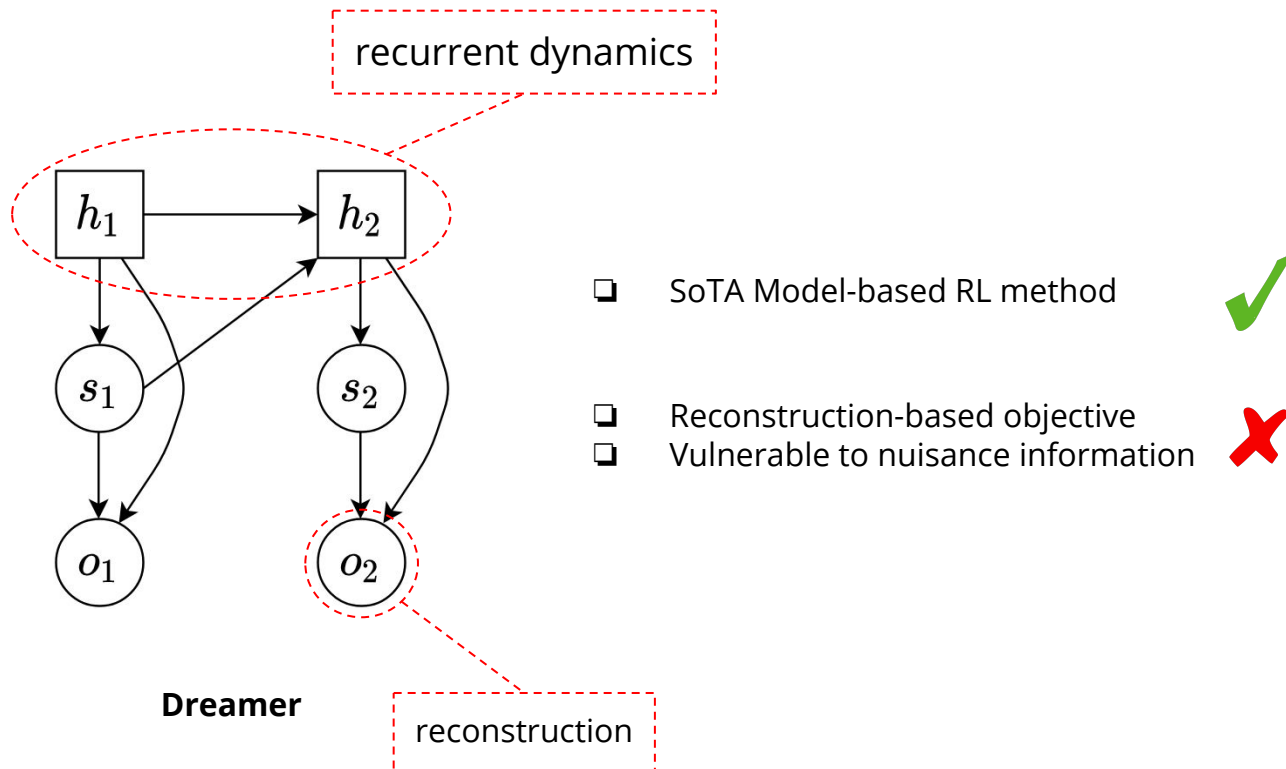 recurrent dynamics
h₁ h₂
❏ SoTA Model-based RL method ✓
s₁ s₂
❏ Reconstruction-based objective
❏ Vulnerable to nuisance information ✘
o₁ o₂
Dreamer
reconstruction